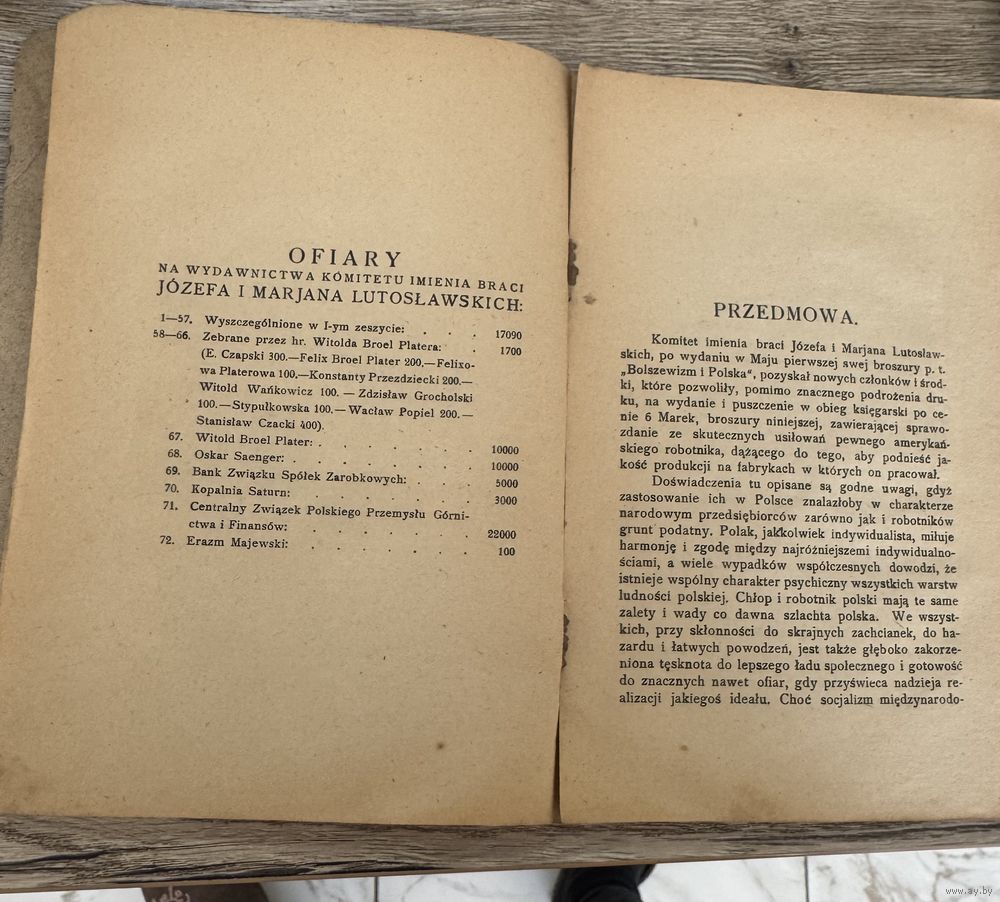 OFIARY
NA WYDAWNICTWA KOMITETU IMIENIA BRACI
JÓZEFA I MARJANA LUTOSŁAWSKICH:
1—57. Wyszczególnione w I-ym zeszycie: . . . 17090
58—66. Zebrane przez hr. Witolda Broel Platera: . 1700
(E. Czapski 300.—Felix Broel Plater 200.—Felixo-
wa Platerowa 100.—Konstanty Przezdziecki 200.—
Witold Wańkowicz 100. — Zdzisław Grocholski
100.—Stypułkowska 100.—Wacław Popiel 200.—
Stanisław Czacki 400).
67. Witold Broel Plater: . . . . . . . 10000
68. Oskar Saenger: . . . . . . . . 10000
69. Bank Związku Spółek Zarobkowych: . . . 5000
70. Kopalnia Saturn: . . . . . . . 3000
71. Centralny Związek Polskiego Przemysłu Górni-
ctwa i Finansów: . . . . . . . 22000
72. Erazm Majewski: . . . . . . . 100
PRZEDMOWA.
Komitet imienia braci Józefa i Marjana Lutosław-
skich, po wydaniu w Maju pierwszej swej broszury p. t.
„Bolszewizm i Polska“, pozyskał nowych członków i środ-
ki, które pozwoliły, pomimo znacznego podrożenia dru-
ku, na wydanie i puszczenie w obieg księgarski po ce-
nie 6 Marek, broszury niniejszej, zawierającej sprawo-
zdanie ze skutecznych usiłowań pewnego amerykań-
skiego robotnika, dążącego do tego, aby podnieść ja-
kość produkcji na fabrykach w których on pracował.
Doświadczenia tu opisane są godne uwagi, gdyż
zastosowanie ich w Polsce znalazłoby w charakterze
narodowym przedsiębiorców zarówno jak i robotników
grunt podatny. Polak, jakkolwiek indywidualista, miłuje
harmonję i zgodę między najróżniejszemi indywidualno-
ściami, a wiele wypadków współczesnych dowodzi, że
istnieje wspólny charakter psychiczny wszystkich warstw
ludności polskiej. Chłop i robotnik polski mają te same
zalety i wady co dawna szlachta polska. We wszyst-
kich, przy skłonności do skrajnych zachcianek, do ha-
zardu i łatwych powodzeń, jest także głęboko zakorze-
niona tęsknota do lepszego ładu społecznego i gotowość
do znacznych nawet ofiar, gdy przyświeca nadzieja re-
alizacji jakiegoś ideału. Choć socjalizm międzynarodo-
www.ay.by